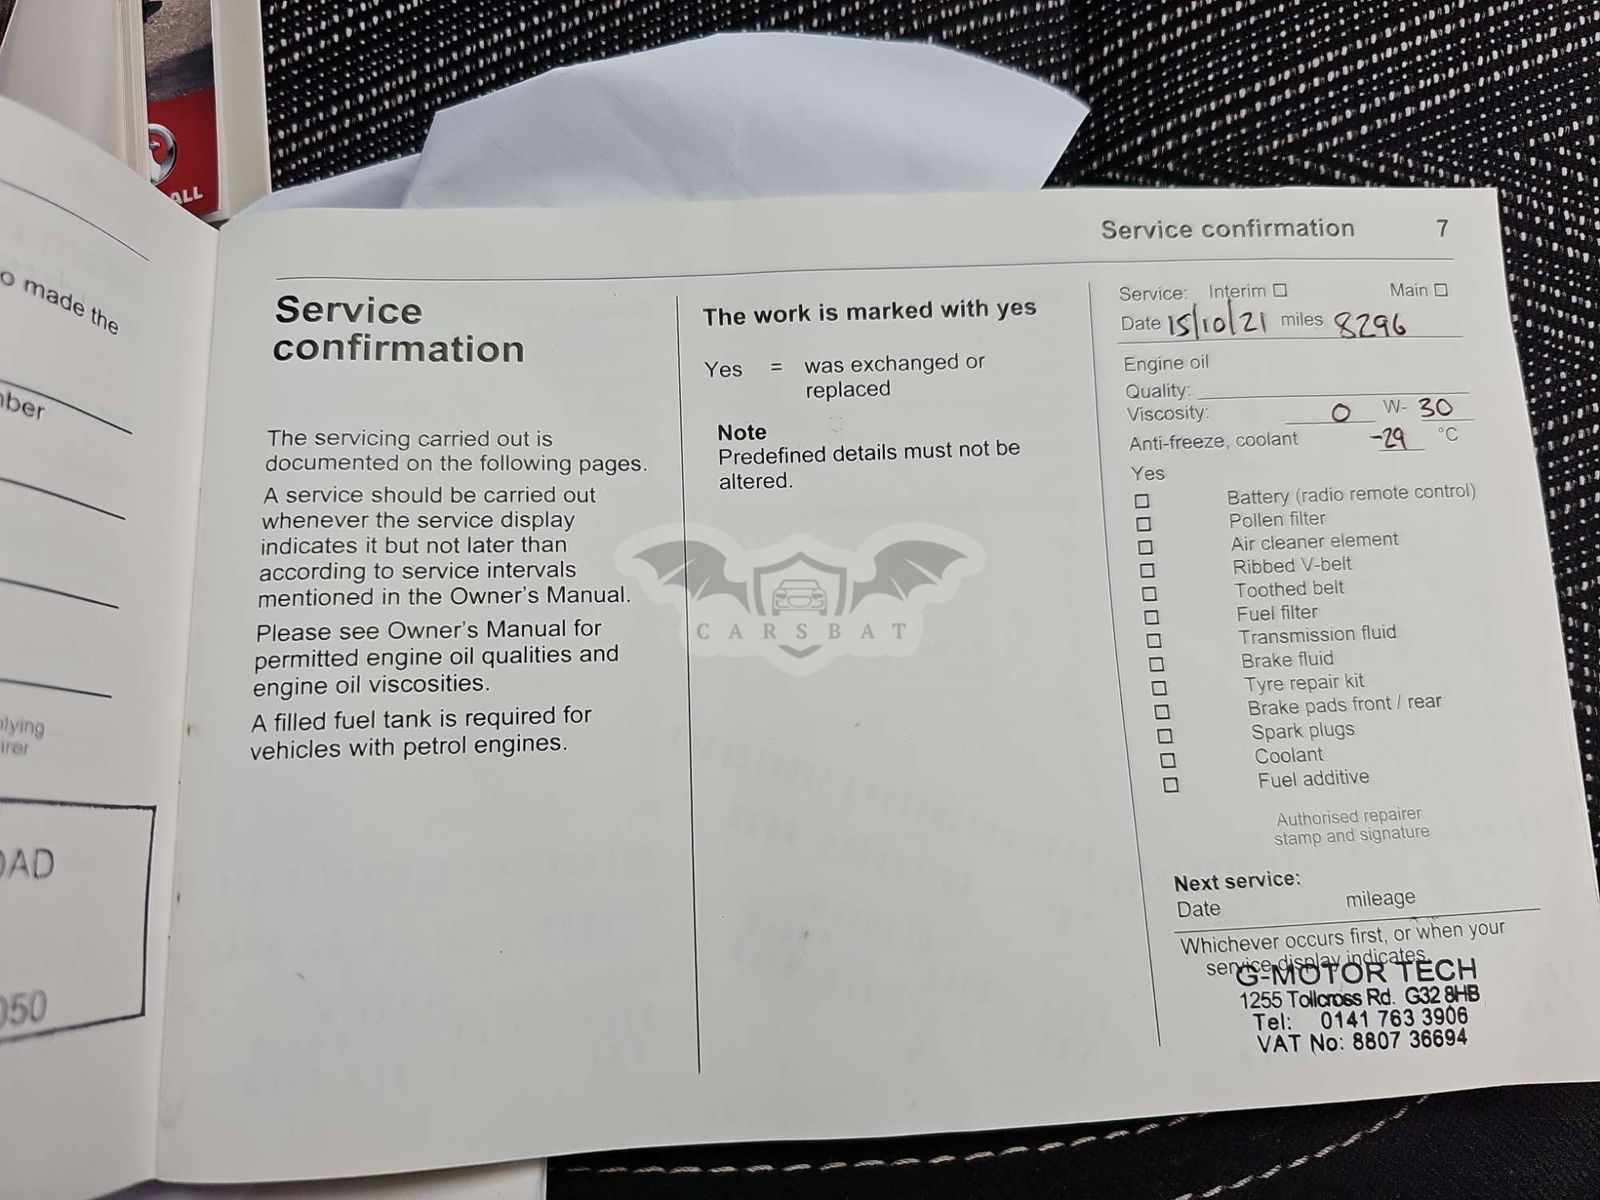 ALL
o made the
ber
plying
irer
OAD
050
Service confirmation 7
Service
confirmation
The servicing carried out is
documented on the following pages.
A service should be carried out
whenever the service display
indicates it but not later than
according to service intervals
mentioned in the Owner's Manual.
Please see Owner's Manual for
permitted engine oil qualities and
engine oil viscosities.
A filled fuel tank is required for
vehicles with petrol engines.
The work is marked with yes
Yes = was exchanged or
replaced
Note
Predefined details must not be
altered.
CARSBAT
Service: Interim Main
Date 15/10/21 miles 8296
Engine oil
Quality:
Viscosity: 0 W- 30
Anti-freeze, coolant -29 °C
Yes
Battery (radio remote control)
Pollen filter
Air cleaner element
Ribbed V-belt
Toothed belt
Fuel filter
Transmission fluid
Brake fluid
Tyre repair kit
Brake pads front / rear
Spark plugs
Coolant
Fuel additive
Authorised repairer
stamp and signature
Next service:
Date mileage
Whichever occurs first, or when your
service display indicates
G-MOTOR TECH
1255 Tollcross Rd. G32 8HB
Tel: 0141 763 3906
VAT No: 8807 36694